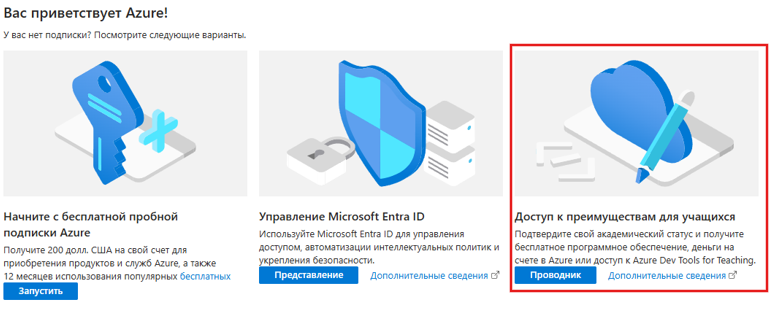 Вас приветствует Azure!
У вас нет подписки? Посмотрите следующие варианты.
Начните с бесплатной пробной
подписки Azure
Получите 200 долл. США на свой счет для
приобретения продуктов и служб Azure, а также
12 месяцев использования популярных бесплатных
Запустить
Управление Microsoft Entra ID
Используйте Microsoft Entra ID для управления
доступом, автоматизации интеллектуальных политик и
укрепления безопасности.
Представление Дополнительные сведения
Доступ к преимуществам для учащихся
Подтвердите свой академический статус и получите
бесплатное программное обеспечение, деньги на
счете в Azure или доступ к Azure Dev Tools for Teaching.
Проводник Дополнительные сведения